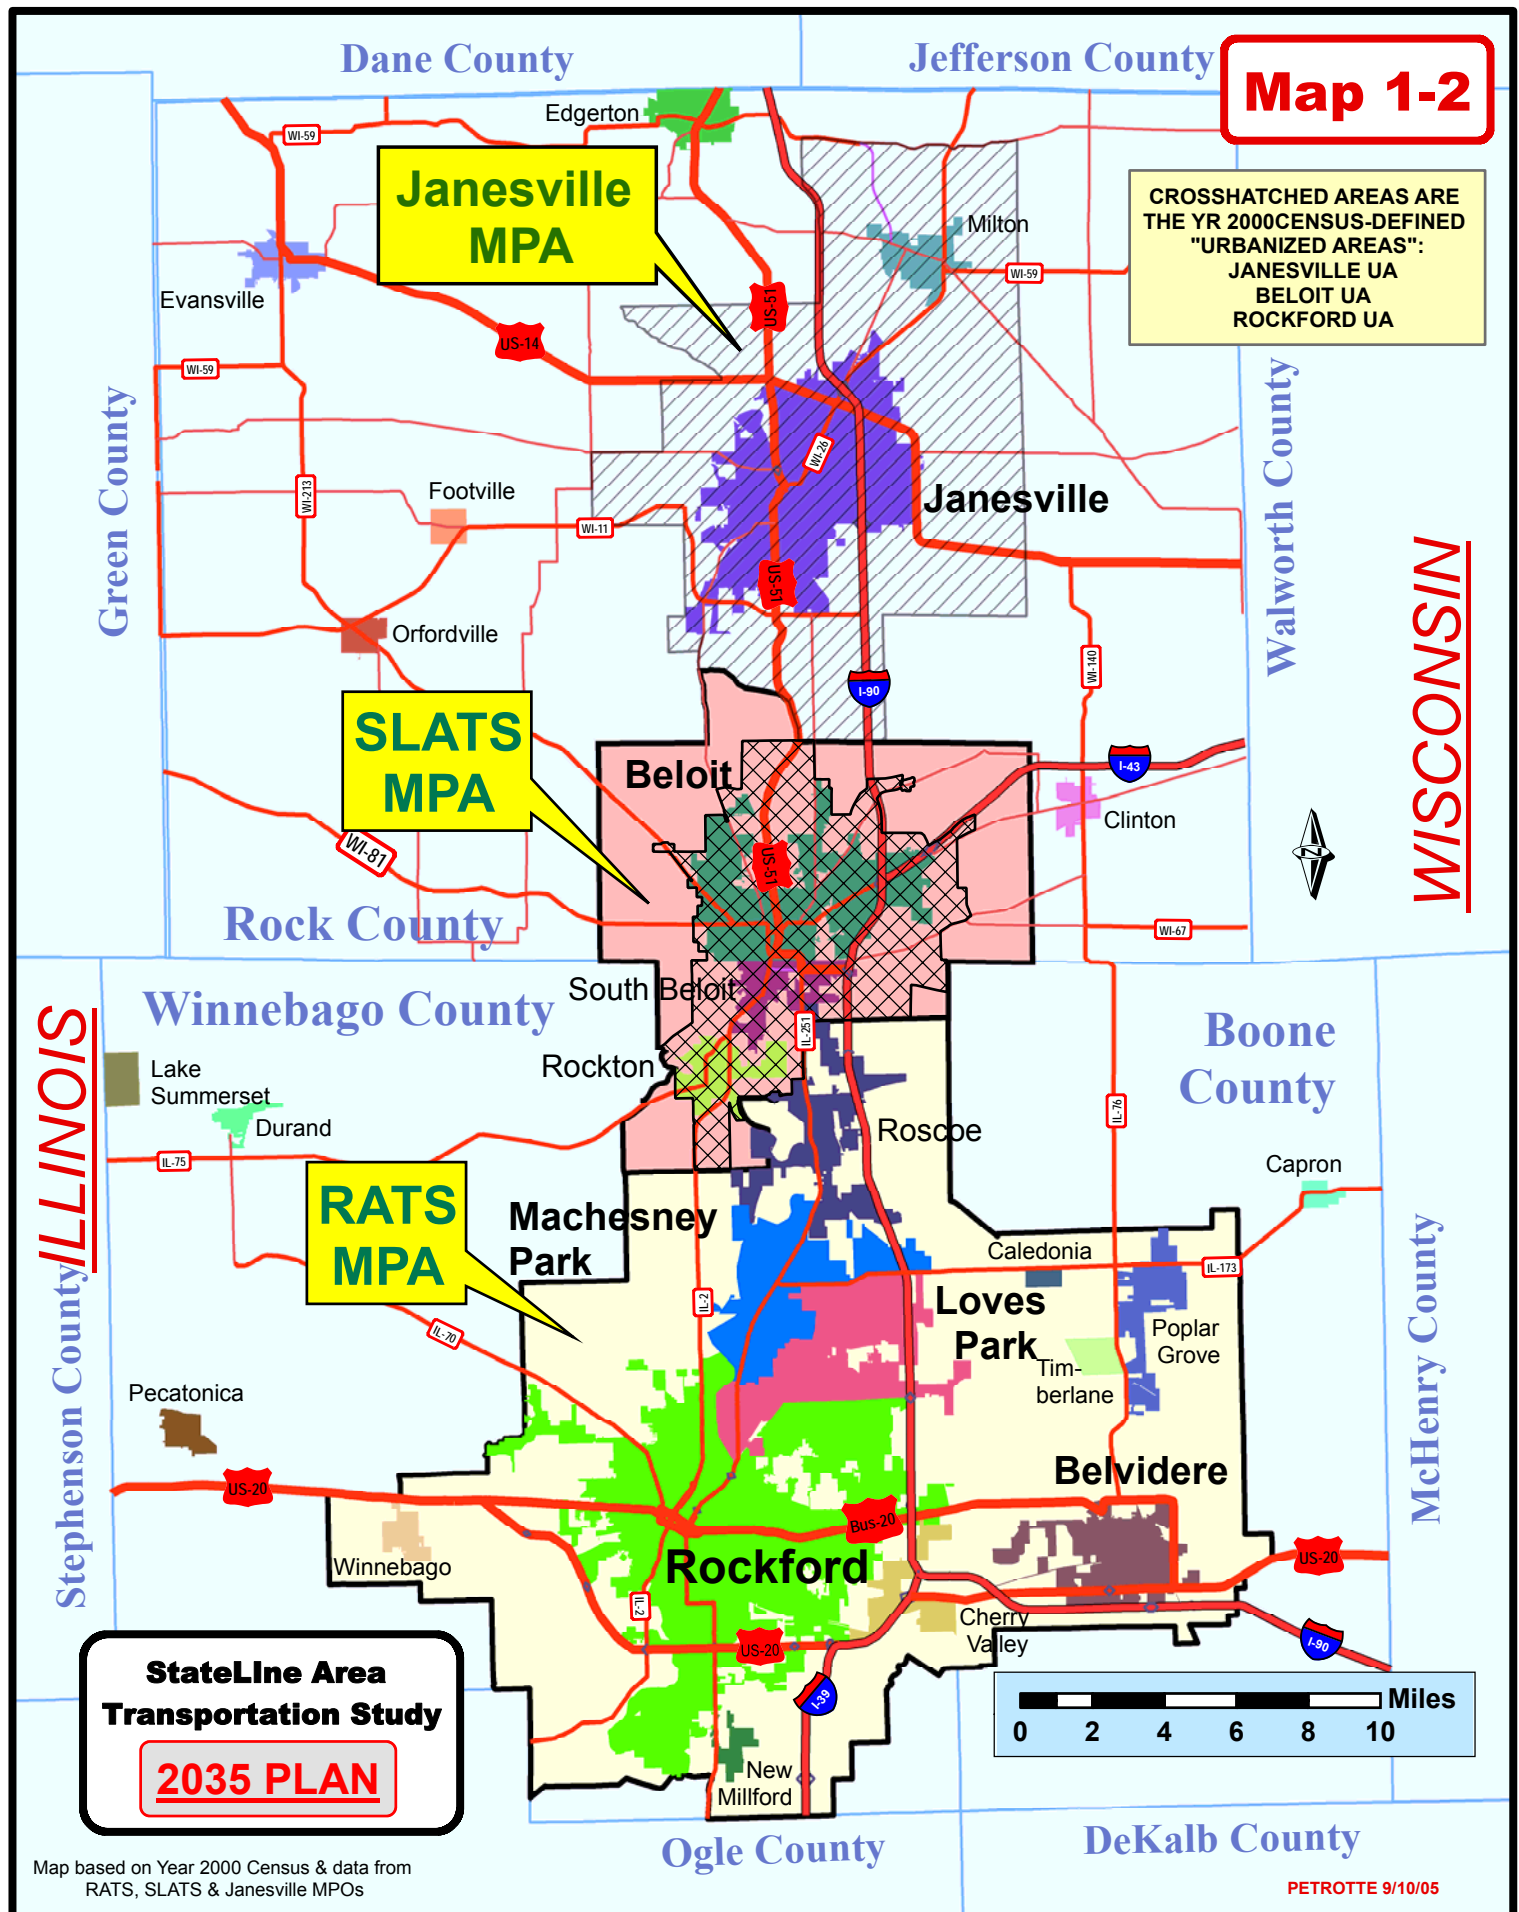 Dane County
Jefferson County
Map 1-2
Edgerton
WI-59
Janesville
MPA
CROSSHATCHED AREAS ARE
THE YR 2000CENSUS-DEFINED
"URBANIZED AREAS":
JANESVILLE UA
BELOIT UA
ROCKFORD UA
Milton
WI-59
Evansville
US-51
US-14
WI-59
Green County
Walworth County
WI-26
WI-213
Footville
Janesville
WI-11
US-51
WISCONSIN
Orfordville
WI-140
I-90
SLATS
MPA
Beloit
I-43
Clinton
WI-81
US-51
N
Rock County
WI-67
South Beloit
Winnebago County
IL-251
Boone
County
ILLINOIS
Lake
Summerset
Rockton
IL-76
Durand
Roscoe
IL-75
Capron
RATS
MPA
Machesney
Park
Caledonia
IL-173
Stephenson County
McHenry County
IL-2
Loves
Park
IL-70
Poplar
Grove
Tim-
berlane
Pecatonica
Belvidere
US-20
Bus-20
Winnebago
Rockford
US-20
IL-2
Cherry
Valley
US-20
I-90
StateLIne Area
Transportation Study
2035 PLAN
I-39
Miles
0 2 4 6 8 10
New
Millford
Ogle County
DeKalb County
Map based on Year 2000 Census & data from
RATS, SLATS & Janesville MPOs
PETROTTE 9/10/05